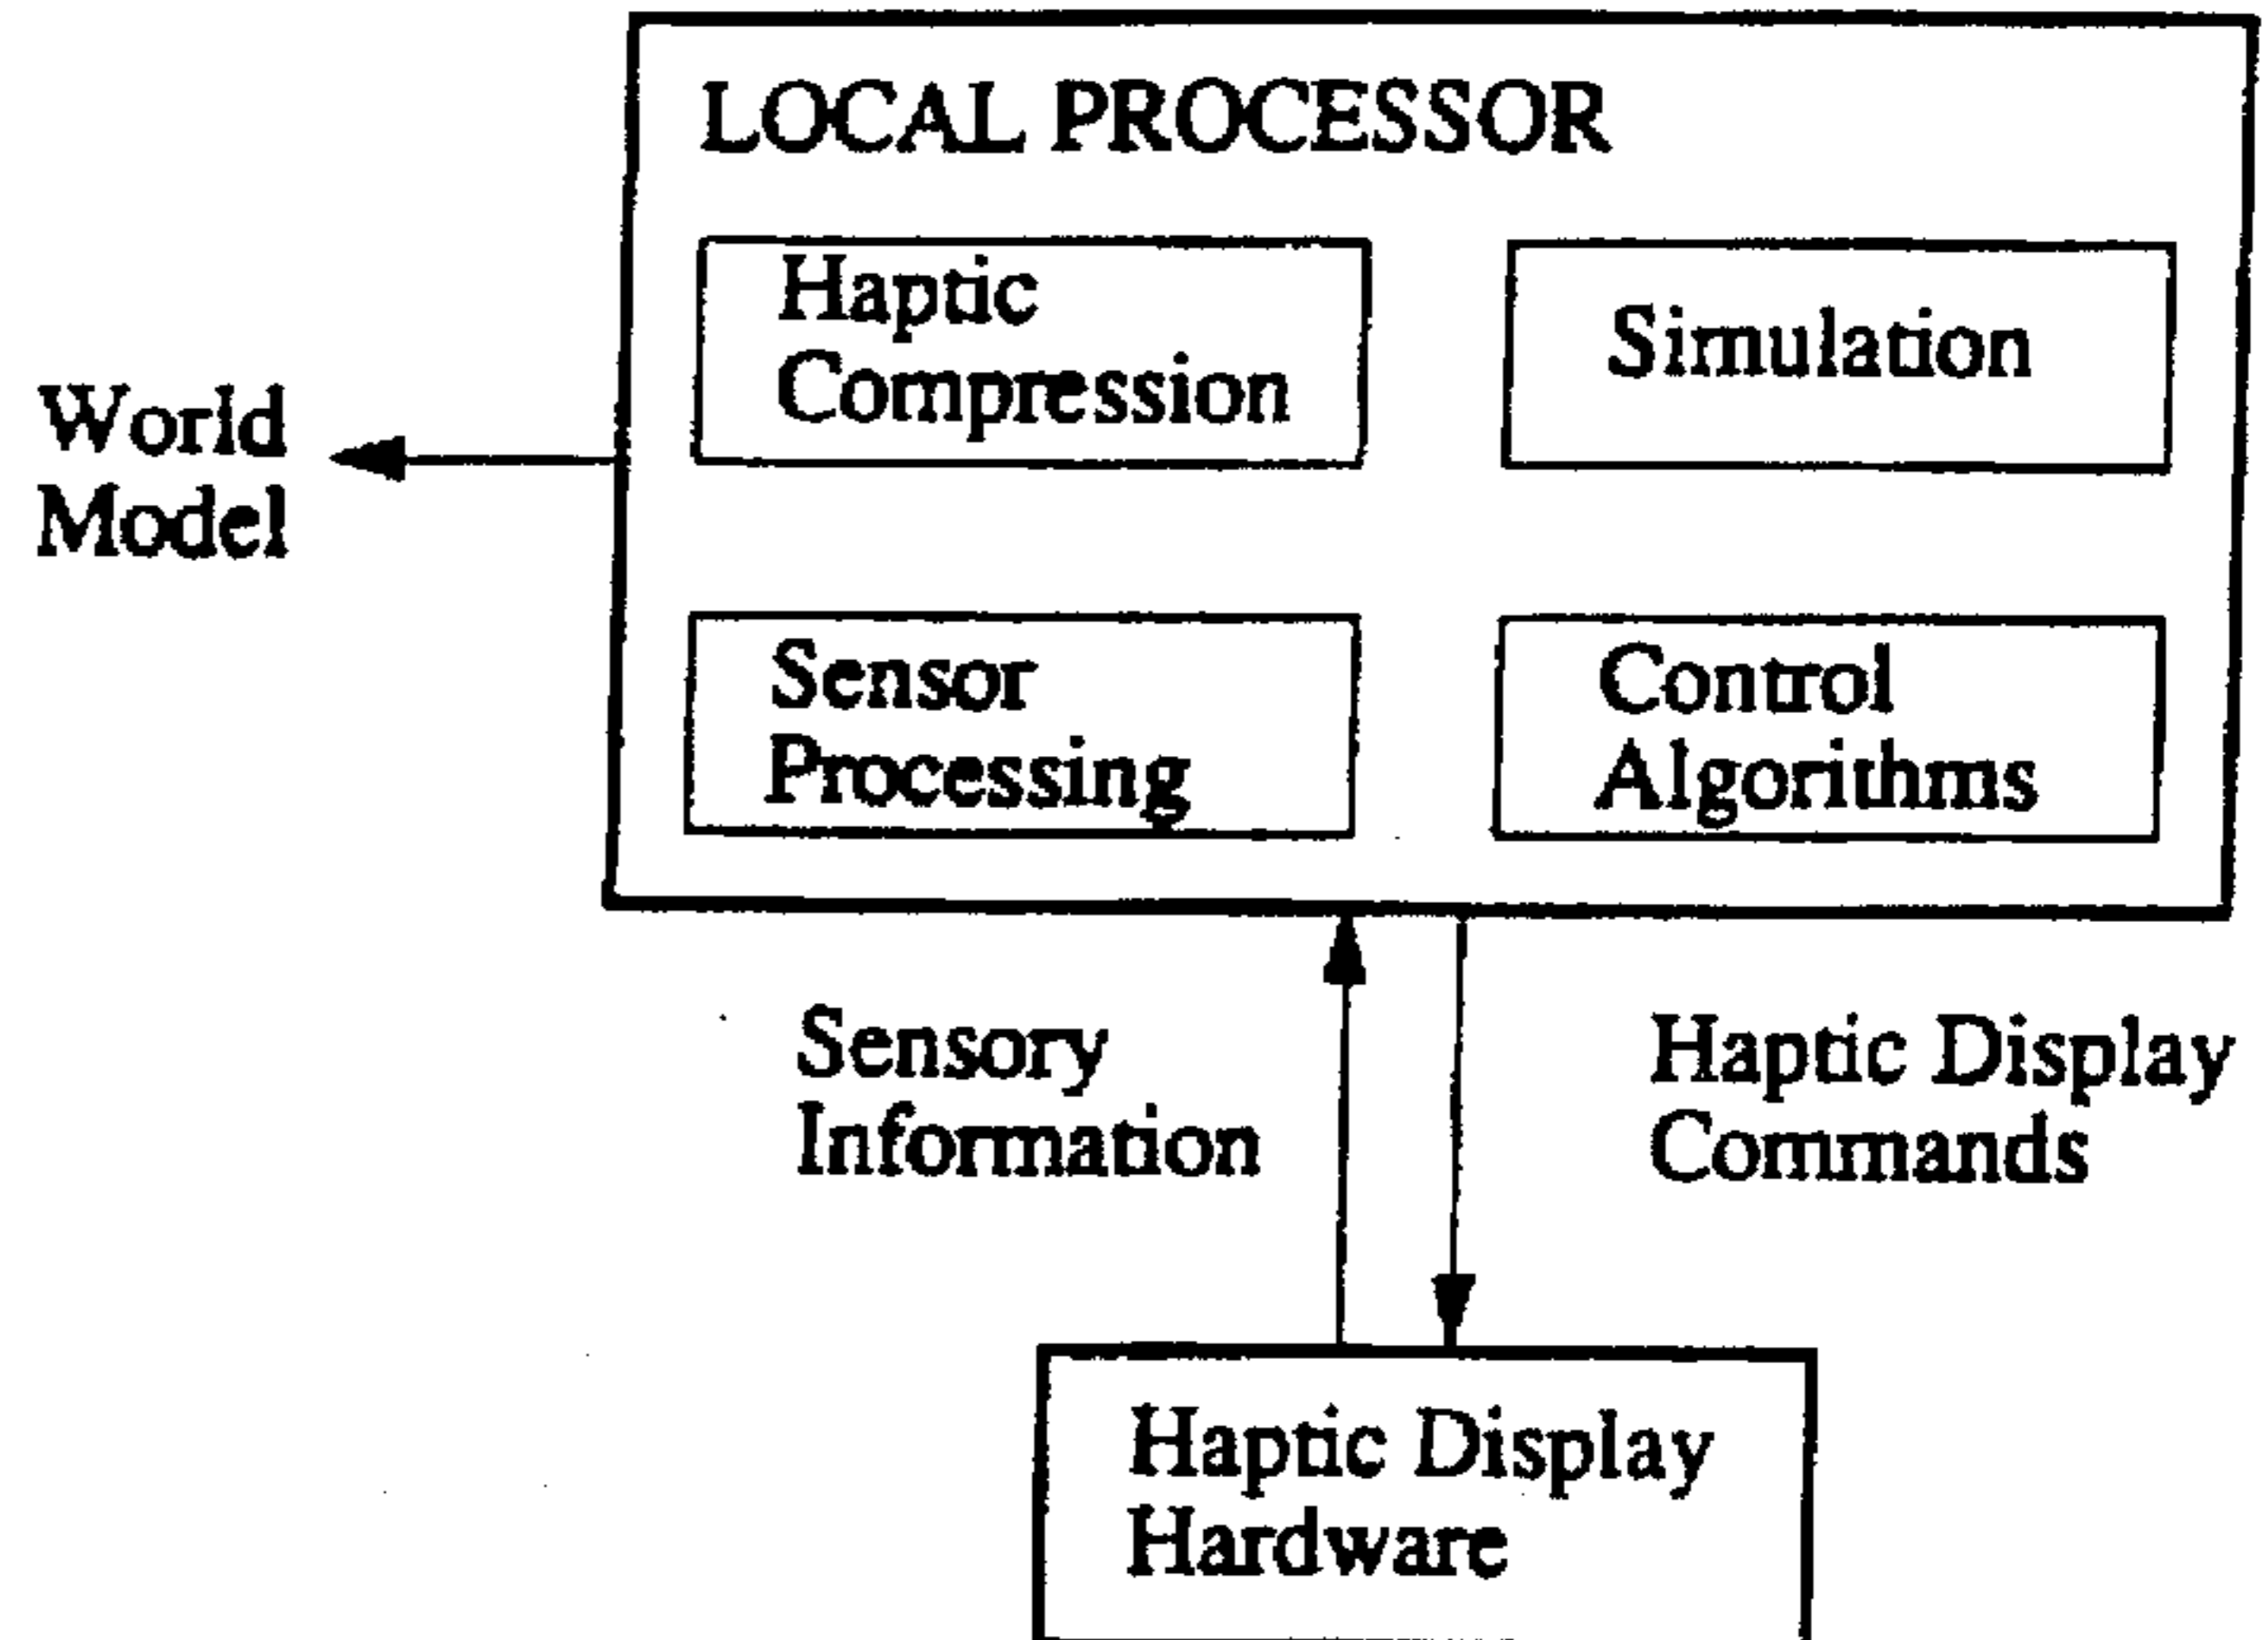 LOCAL PROCESSOR
Haptic
Compression
Simulation
World
Model
Sensor
Processing
Control
Algorithms
Sensory
Information
Haptic Display
Commands
Haptic Display
Hardware